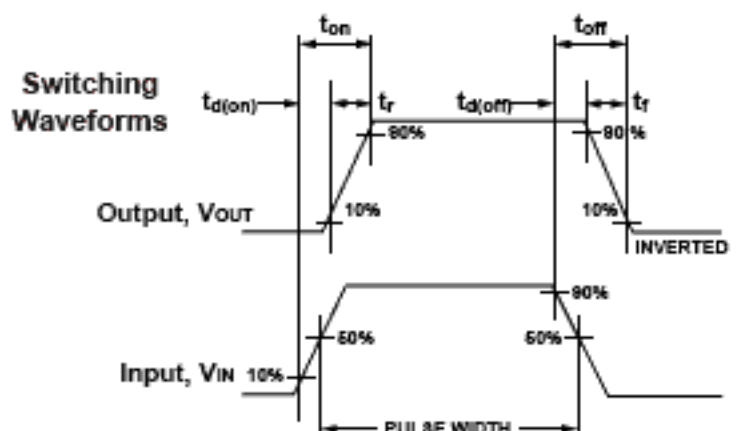 ton
toff
Switching
Waveforms
td(on)
tr
td(off)
tf
90%
90%
Output, VOUT
10%
10%
INVERTED
90%
50%
50%
Input, VIN
10%
PULSE WIDTH